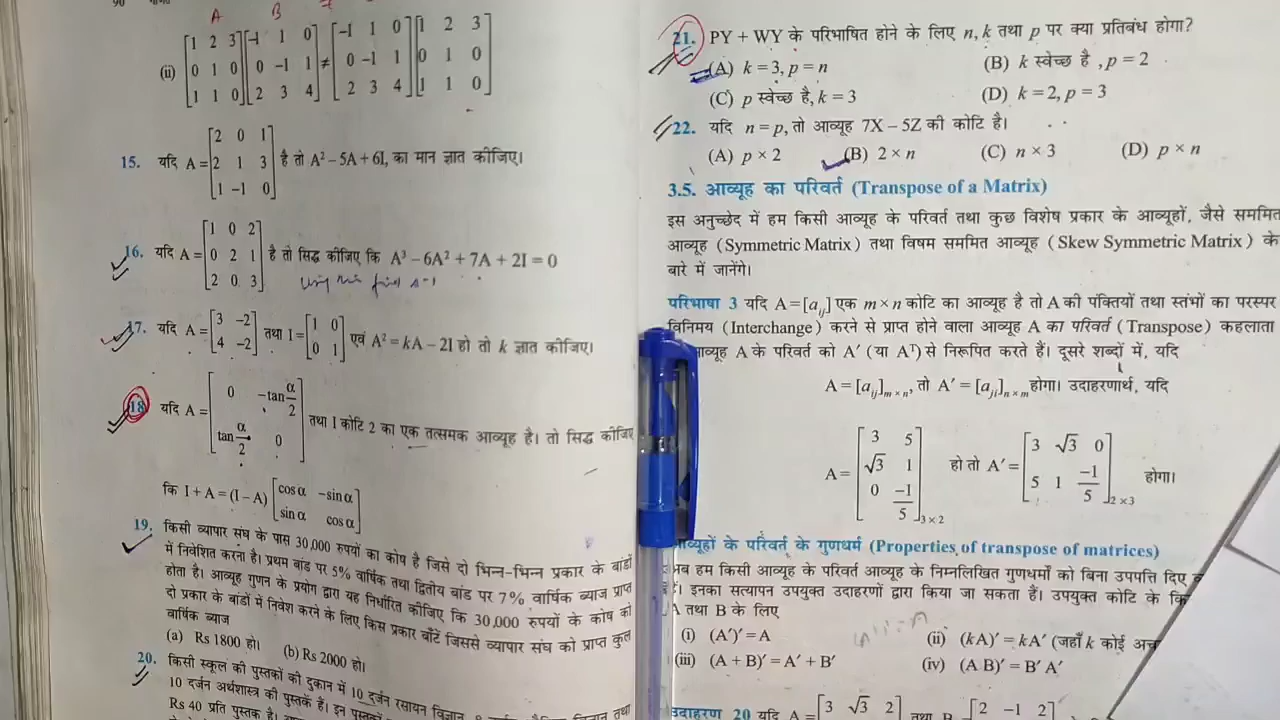 A B
(ii) [1 2 3; 0 1 0; 1 1 0] [-1 1 0; 0 -1 1; 2 3 4] ≠ [-1 1 0; 0 -1 1; 2 3 4] [1 2 3; 0 1 0; 1 1 0]
15. यदि A = [2 0 1; 2 1 3; 1 -1 0] है तो A² – 5A + 6I, का मान ज्ञात कीजिए।
16. यदि A = [1 0 2; 0 2 1; 2 0 3] है तो सिद्ध कीजिए कि A³ – 6A² + 7A + 2I = 0
17. यदि A = [3 -2; 4 -2] तथा I = [1 0; 0 1] एवं A² = kA – 2I हो तो k ज्ञात कीजिए।
18. यदि A = [0 -tan α/2; tan α/2 0] तथा I कोटि 2 का एक तत्समक आव्यूह है। तो सिद्ध कीजिए
कि I + A = (I – A) [cos α -sin α; sin α cos α]
19. किसी व्यापार संघ के पास 30,000 रुपयों का कोष है जिसे दो भिन्न-भिन्न प्रकार के बांडों
में निवेशित करना है। प्रथम बांड पर 5% वार्षिक तथा द्वितीय बांड पर 7% वार्षिक ब्याज प्राप्त
होता है। आव्यूह गुणन के प्रयोग द्वारा यह निर्धारित कीजिए कि 30,000 रुपयों के कोष को
दो प्रकार के बांडों में निवेश करने के लिए किस प्रकार बाँटें जिससे व्यापार संघ को प्राप्त कुल
वार्षिक ब्याज
(a) Rs 1800 हो। (b) Rs 2000 हो।
20. किसी स्कूल की पुस्तकों की दुकान में 10 दर्जन रसायन विज्ञान, 8
10 दर्जन अर्थशास्त्र की पुस्तकें हैं। इन पुस्तकों
Rs 40 प्रति पुस्तक है।
21. PY + WY के परिभाषित होने के लिए n, k तथा p पर क्या प्रतिबंध होगा?
(A) k = 3, p = n (B) k स्वेच्छ है , p = 2
(C) p स्वेच्छ है, k = 3 (D) k = 2, p = 3
22. यदि n = p, तो आव्यूह 7X – 5Z की कोटि है।
(A) p × 2 (B) 2 × n (C) n × 3 (D) p × n
3.5. आव्यूह का परिवर्त (Transpose of a Matrix)
इस अनुच्छेद में हम किसी आव्यूह के परिवर्त तथा कुछ विशेष प्रकार के आव्यूहों, जैसे सममित
आव्यूह (Symmetric Matrix) तथा विषम सममित आव्यूह (Skew Symmetric Matrix) के
बारे में जानेंगे।
परिभाषा 3 यदि A = [aij] एक m × n कोटि का आव्यूह है तो A की पंक्तियों तथा स्तंभों का परस्पर
विनिमय (Interchange) करने से प्राप्त होने वाला आव्यूह A का परिवर्त (Transpose) कहलाता
A के परिवर्त को A′ (या Aᵀ) से निरूपित करते हैं। दूसरे शब्दों में, यदि
A = [aij]m × n, तो A′ = [aji]n × m होगा। उदाहरणार्थ, यदि
A = [3 5; √3 1; 0 -1/5]3 × 2 हो तो A′ = [3 √3 0; 5 1 -1/5]2 × 3 होगा।
के परिवर्त के गुणधर्म (Properties of transpose of matrices)
अब हम किसी आव्यूह के परिवर्त आव्यूह के निम्नलिखित गुणधर्मों को बिना उपपत्ति दिए
इनका सत्यापन उपयुक्त उदाहरणों द्वारा किया जा सकता हैं। उपयुक्त कोटि के
A तथा B के लिए
(i) (A′)′ = A (ii) (kA)′ = kA′ (जहाँ k कोई
(iii) (A + B)′ = A′ + B′ (iv) (A B)′ = B′ A′
उदाहरण 20 यदि A = [3 √3 2 B [2 -1 2